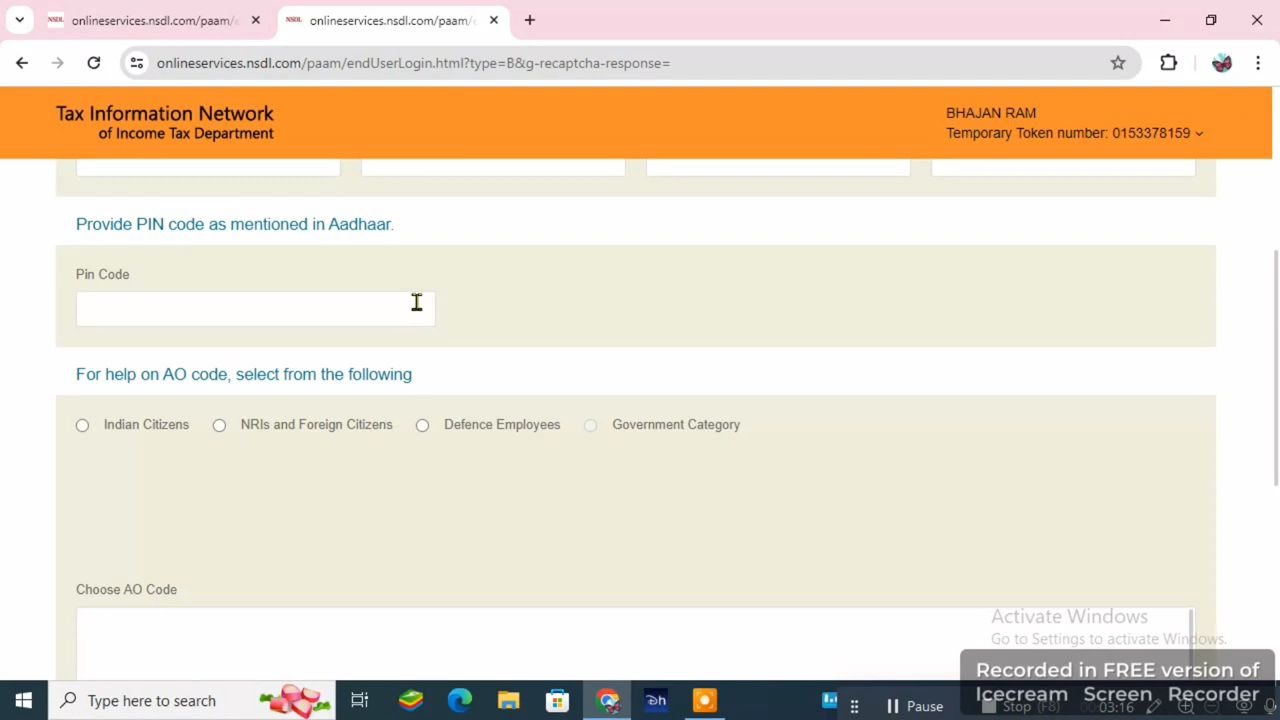 onlineservices.nsdl.com/paam/e
onlineservices.nsdl.com/paam/e
onlineservices.nsdl.com/paam/endUserLogin.html?type=B&g-recaptcha-response=
Tax Information Network
of Income Tax Department
BHAJAN RAM
Temporary Token number: 0153378159
Provide PIN code as mentioned in Aadhaar.
Pin Code
For help on AO code, select from the following
Indian Citizens
NRIs and Foreign Citizens
Defence Employees
Government Category
Choose AO Code
Activate Windows
Go to Settings to activate Windows.
Recorded in FREE version of
Icecream Screen Recorder
Type here to search
Pause
Stop (F8)
03:16